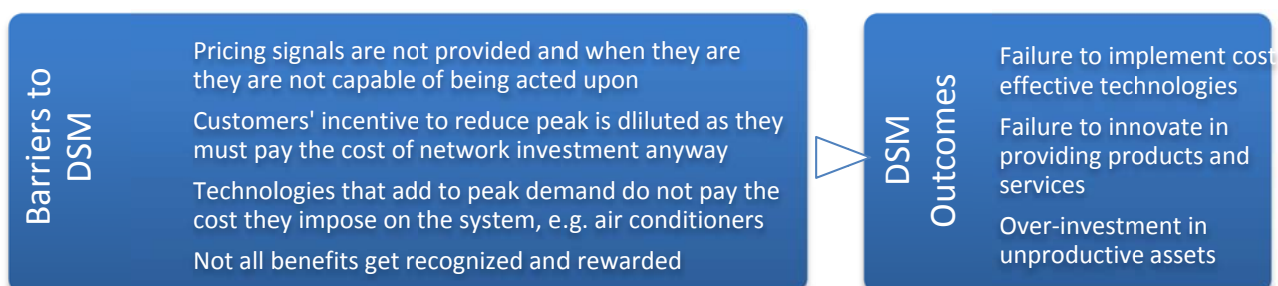 Barriers to
DSM
Pricing signals are not provided and when they are
they are not capable of being acted upon
Customers' incentive to reduce peak is dliluted as they
must pay the cost of network investment anyway
Technologies that add to peak demand do not pay the
cost they impose on the system, e.g. air conditioners
Not all benefits get recognized and rewarded
DSM
Outcomes
Failure to implement cost
effective technologies
Failure to innovate in
providing products and
services
Over-investment in
unproductive assets